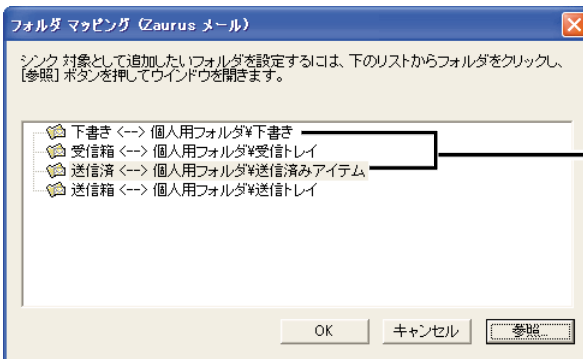 フォルダ マッピング (Zaurus メール)
シンク 対象として追加したいフォルダを設定するには、下のリストからフォルダをクリックし、
[参照] ボタンを押してウインドウを開きます。
下書き <--> 個人用フォルダ¥下書き
受信箱 <--> 個人用フォルダ¥受信トレイ
送信済 <--> 個人用フォルダ¥送信済みアイテム
送信箱 <--> 個人用フォルダ¥送信トレイ
OK キャンセル 参照...